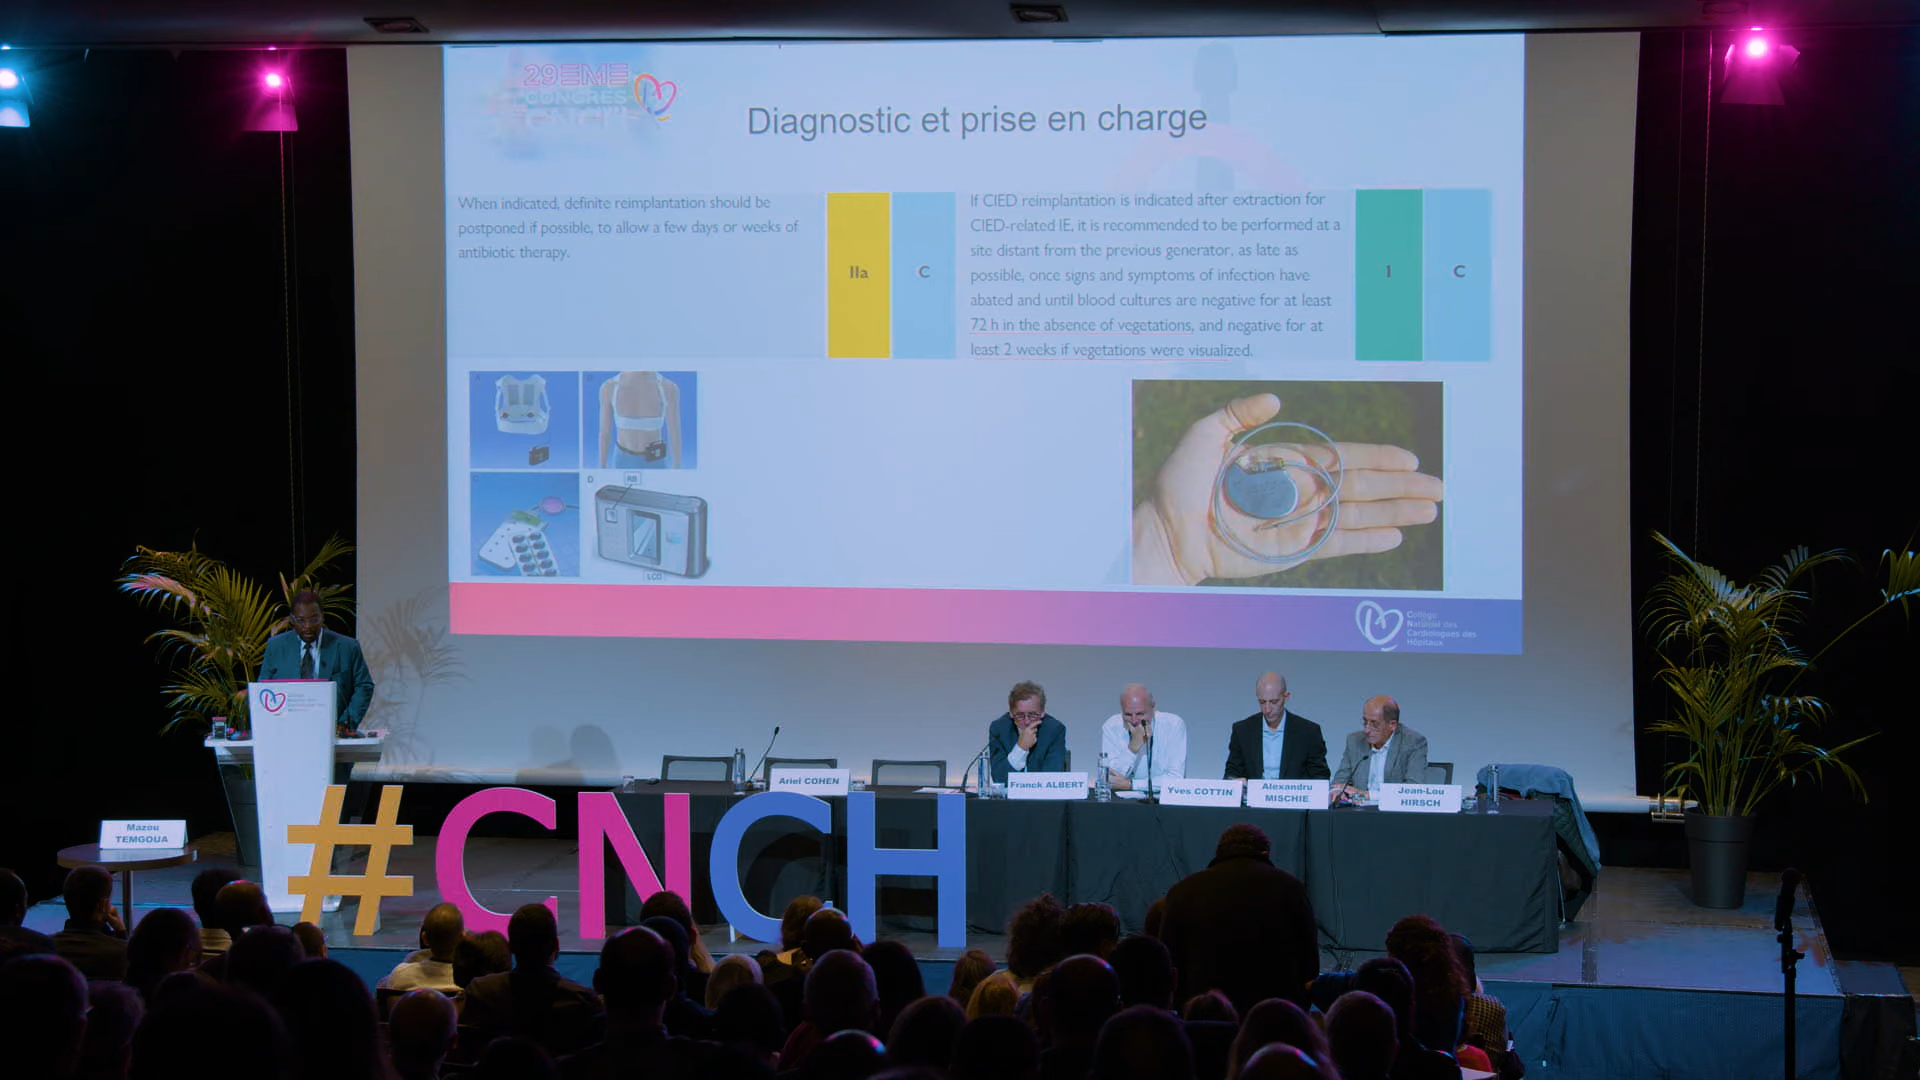 29EME
CONGRES
CNCH
Diagnostic et prise en charge
When indicated, definite reimplantation should be
postponed if possible, to allow a few days or weeks of
antibiotic therapy.
IIa
C
If CIED reimplantation is indicated after extraction for
CIED-related IE, it is recommended to be performed at a
site distant from the previous generator, as late as
possible, once signs and symptoms of infection have
abated and until blood cultures are negative for at least
72 h in the absence of vegetations, and negative for at
least 2 weeks if vegetations were visualized.
I
C
A
B
D
RB
LCD
Collège
National des
Cardiologues des
Hôpitaux
Ariel COHEN
Franck ALBERT
Yves COTTIN
Alexandru
MISCHIE
Jean-Lou
HIRSCH
Mazou
TEMGOUA
#CNCH